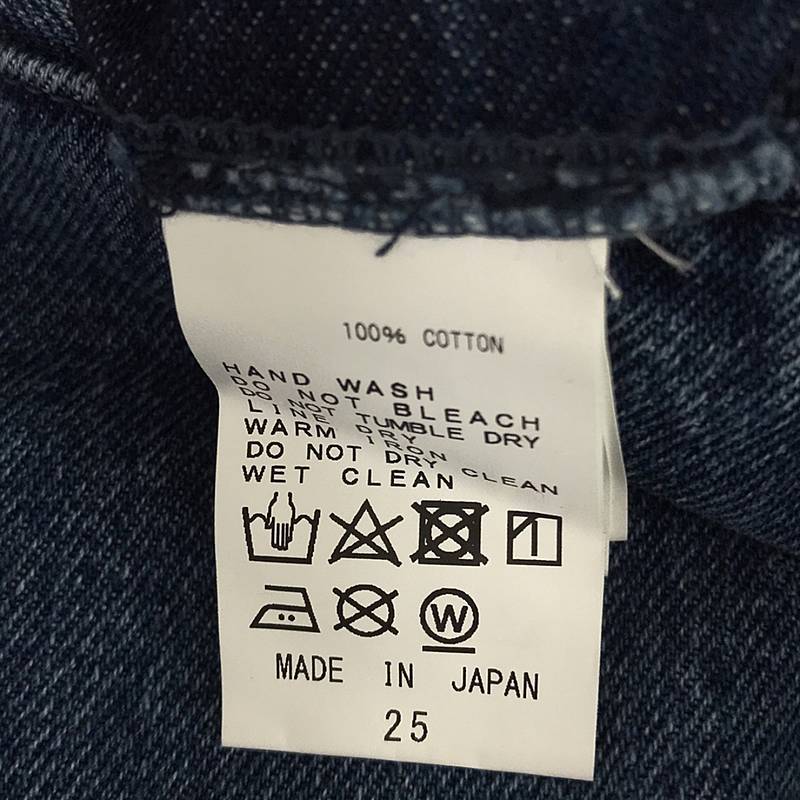 100% COTTON
HAND WASH
DO NOT BLEACH
DO NOT TUMBLE DRY
LINE DRY
WARM IRON
DO NOT DRY CLEAN
WET CLEAN
W
MADE IN JAPAN
25